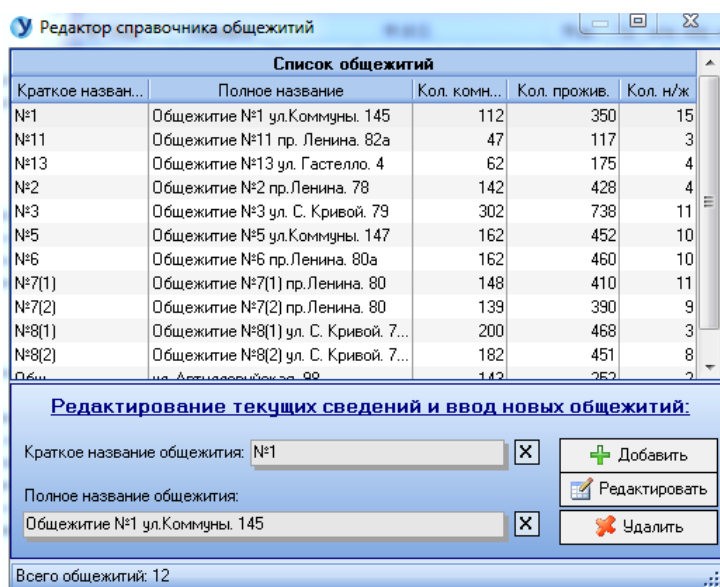 Редактор справочника общежитий
Список общежитий
Краткое назван... Полное название Кол. комн... Кол. прожив. Кол. н/ж
№1 Общежитие №1 ул.Коммуны. 145 112 350 15
№11 Общежитие №11 пр. Ленина. 82а 47 117 3
№13 Общежитие №13 ул. Гастелло. 4 62 175 4
№2 Общежитие №2 пр.Ленина. 78 142 428 4
№3 Общежитие №3 ул. С. Кривой. 79 302 738 11
№5 Общежитие №5 ул.Коммуны. 147 162 452 10
№6 Общежитие №6 пр.Ленина. 80а 162 460 10
№7(1) Общежитие №7(1) пр.Ленина. 80 148 410 11
№7(2) Общежитие №7(2) пр.Ленина. 80 139 390 9
№8(1) Общежитие №8(1) ул. С. Кривой. 7... 200 468 3
№8(2) Общежитие №8(2) ул. С. Кривой. 7... 182 451 8
Редактирование текущих сведений и ввод новых общежитий:
Краткое название общежития: №1 X Добавить
Редактировать
Полное название общежития:
Общежитие №1 ул.Коммуны. 145 X Удалить
Всего общежитий: 12